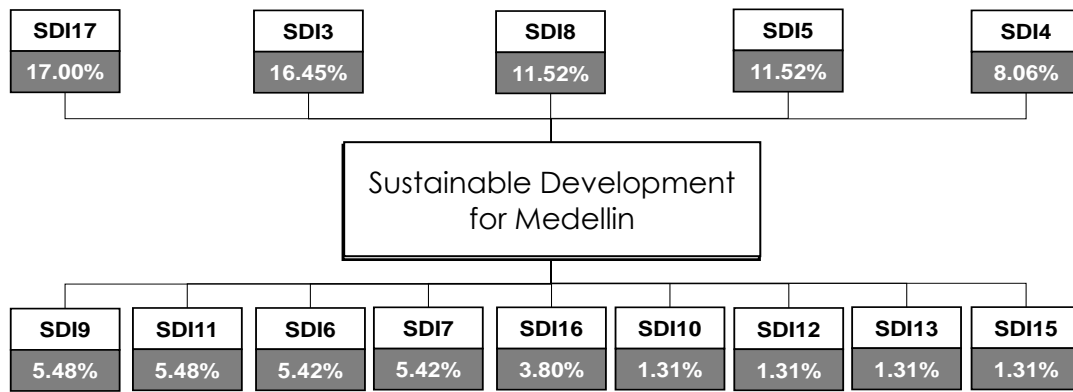 SDI17 SDI3 SDI8 SDI5 SDI4
17.00% 16.45% 11.52% 11.52% 8.06%
Sustainable Development
for Medellin
SDI9 SDI11 SDI6 SDI7 SDI16 SDI10 SDI12 SDI13 SDI15
5.48% 5.48% 5.42% 5.42% 3.80% 1.31% 1.31% 1.31% 1.31%